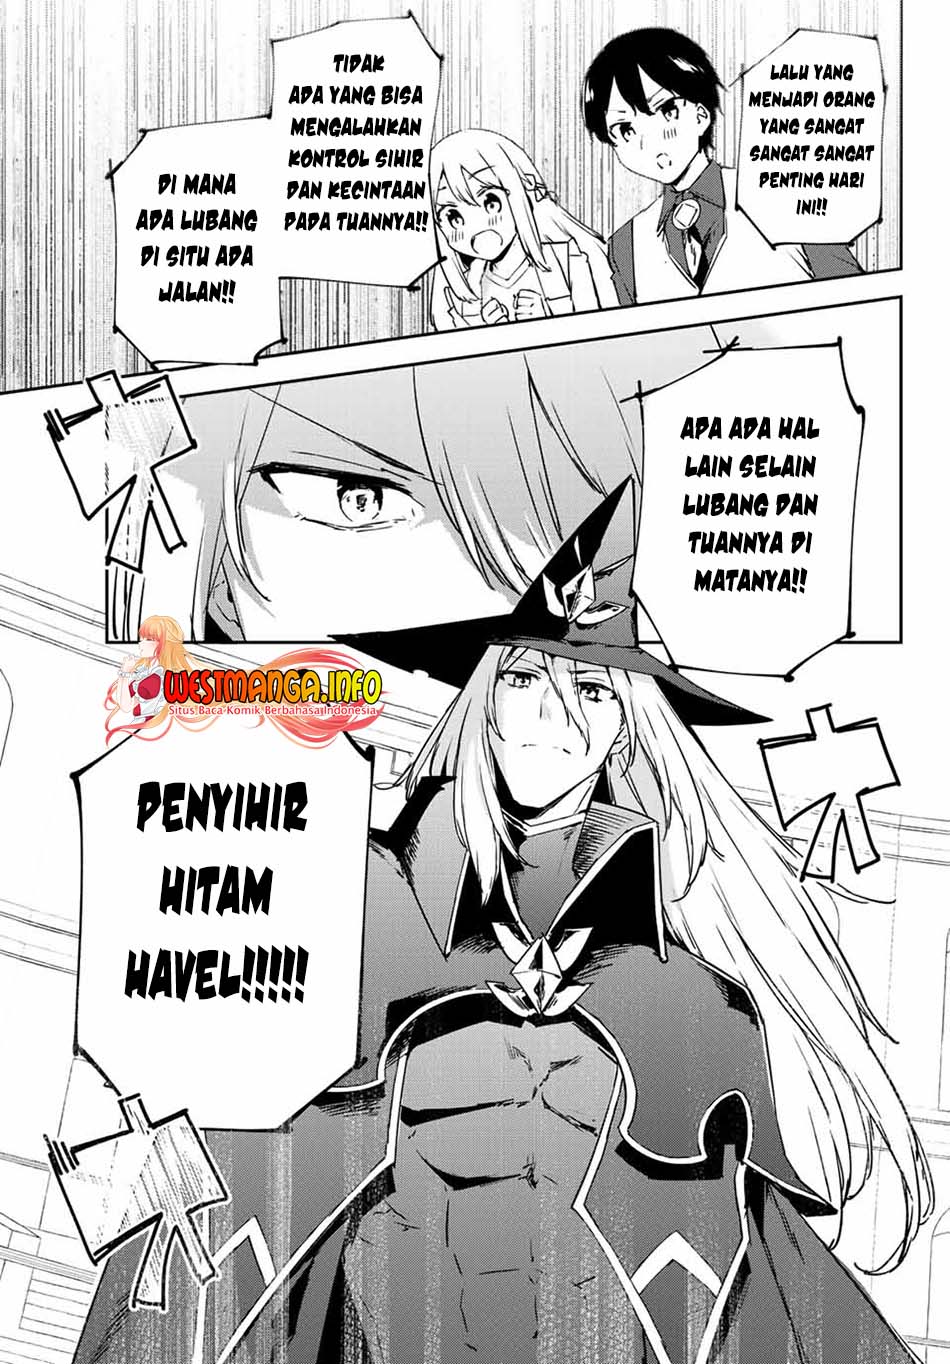 LALU YANG
MENJADI ORANG
YANG SANGAT
SANGAT SANGAT
PENTING HARI
INI!!
TIDAK
ADA YANG BISA
MENGALAHKAN
KONTROL SIHIR
DAN KECINTAAN
PADA TUANNYA!!
DI MANA
ADA LUBANG
DI SITU ADA
JALAN!!
APA ADA HAL
LAIN SELAIN
LUBANG DAN
TUANNYA DI
MATANYA!!
WESTMANGA.INFO
Situs Baca Komik Berbahasa Indonesia
PENYIHIR
HITAM
HAVEL!!!!!